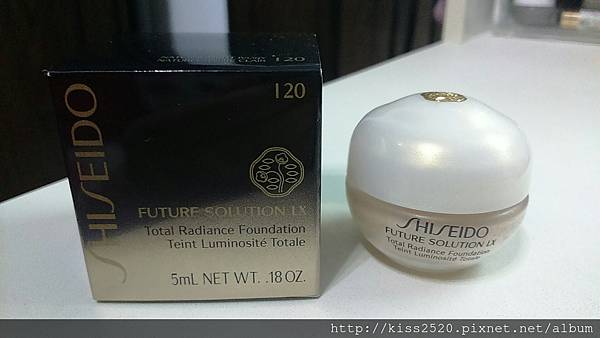 I20
SHISEIDO
FUTURE SOLUTION LX
Total Radiance Foundation
Teint Luminosité Totale
5mL NET WT. .18 OZ.
SHISEIDO
FUTURE SOLUTION LX
Total Radiance Foundation
Teint Luminosité Totale
http://kiss2520.pixnet.net/album